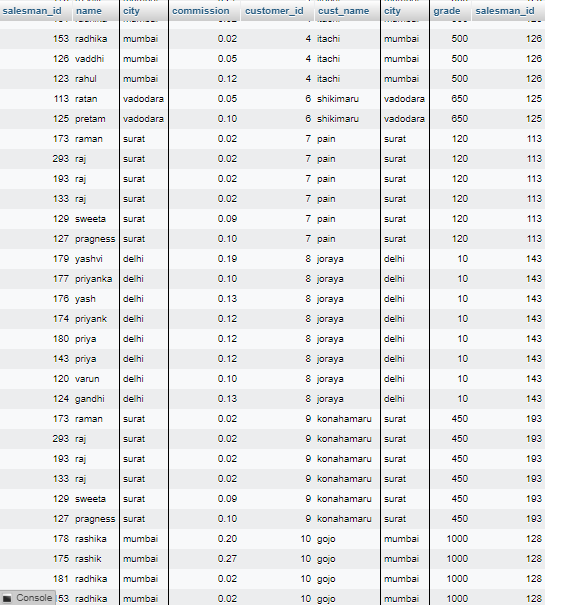 salesman_id name city commission customer_id cust_name city grade salesman_id
153 radhika mumbai 0.02 4 itachi mumbai 500 126
126 vaddhi mumbai 0.05 4 itachi mumbai 500 126
123 rahul mumbai 0.12 4 itachi mumbai 500 126
113 ratan vadodara 0.05 6 shikimaru vadodara 650 125
125 pretam vadodara 0.10 6 shikimaru vadodara 650 125
173 raman surat 0.02 7 pain surat 120 113
293 raj surat 0.02 7 pain surat 120 113
193 raj surat 0.02 7 pain surat 120 113
133 raj surat 0.02 7 pain surat 120 113
129 sweeta surat 0.09 7 pain surat 120 113
127 pragness surat 0.10 7 pain surat 120 113
179 yashvi delhi 0.19 8 joraya delhi 10 143
177 priyanka delhi 0.10 8 joraya delhi 10 143
176 yash delhi 0.13 8 joraya delhi 10 143
174 priyank delhi 0.12 8 joraya delhi 10 143
180 priya delhi 0.12 8 joraya delhi 10 143
143 priya delhi 0.12 8 joraya delhi 10 143
120 varun delhi 0.10 8 joraya delhi 10 143
124 gandhi delhi 0.13 8 joraya delhi 10 143
173 raman surat 0.02 9 konahamaru surat 450 193
293 raj surat 0.02 9 konahamaru surat 450 193
193 raj surat 0.02 9 konahamaru surat 450 193
133 raj surat 0.02 9 konahamaru surat 450 193
129 sweeta surat 0.09 9 konahamaru surat 450 193
127 pragness surat 0.10 9 konahamaru surat 450 193
178 rashika mumbai 0.20 10 gojo mumbai 1000 128
175 rashik mumbai 0.27 10 gojo mumbai 1000 128
181 radhika mumbai 0.02 10 gojo mumbai 1000 128
Console 53 radhika mumbai 0.02 10 gojo mumbai 1000 128